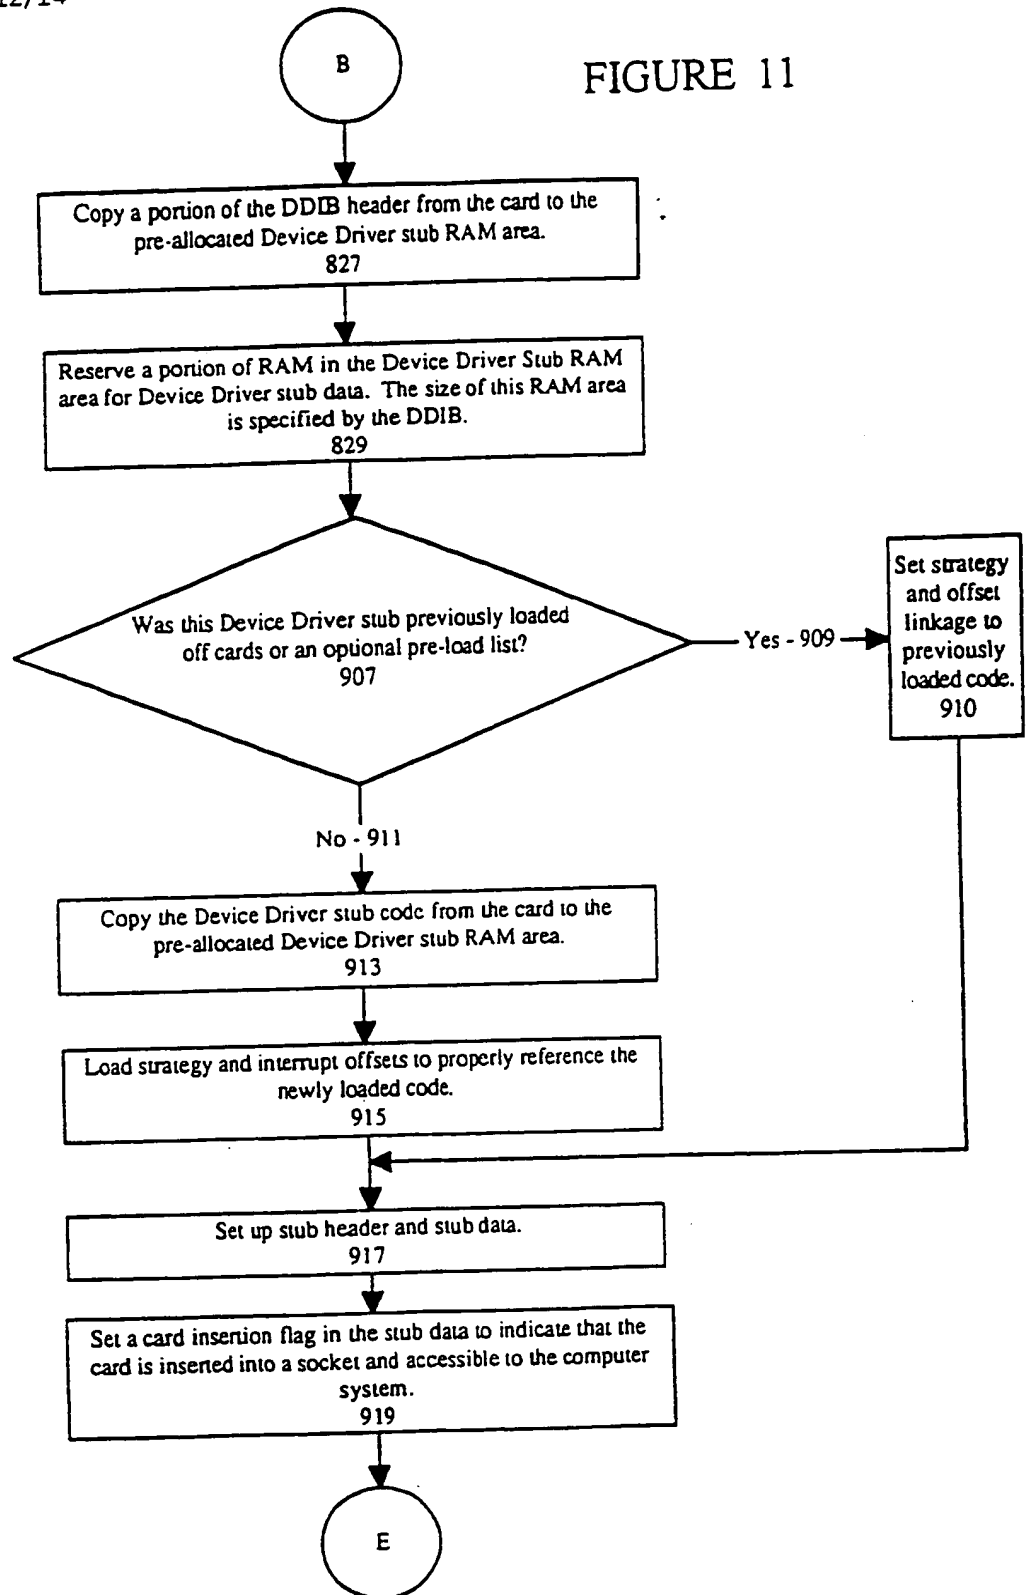 12/14
B
FIGURE 11
Copy a portion of the DDIB header from the card to the
pre-allocated Device Driver stub RAM area.
827
Reserve a portion of RAM in the Device Driver Stub RAM
area for Device Driver stub data. The size of this RAM area
is specified by the DDIB.
829
Was this Device Driver stub previously loaded
off cards or an optional pre-load list?
907
Yes - 909
Set strategy
and offset
linkage to
previously
loaded code.
910
No - 911
Copy the Device Driver stub code from the card to the
pre-allocated Device Driver stub RAM area.
913
Load strategy and interrupt offsets to properly reference the
newly loaded code.
915
Set up stub header and stub data.
917
Set a card insertion flag in the stub data to indicate that the
card is inserted into a socket and accessible to the computer
system.
919
E